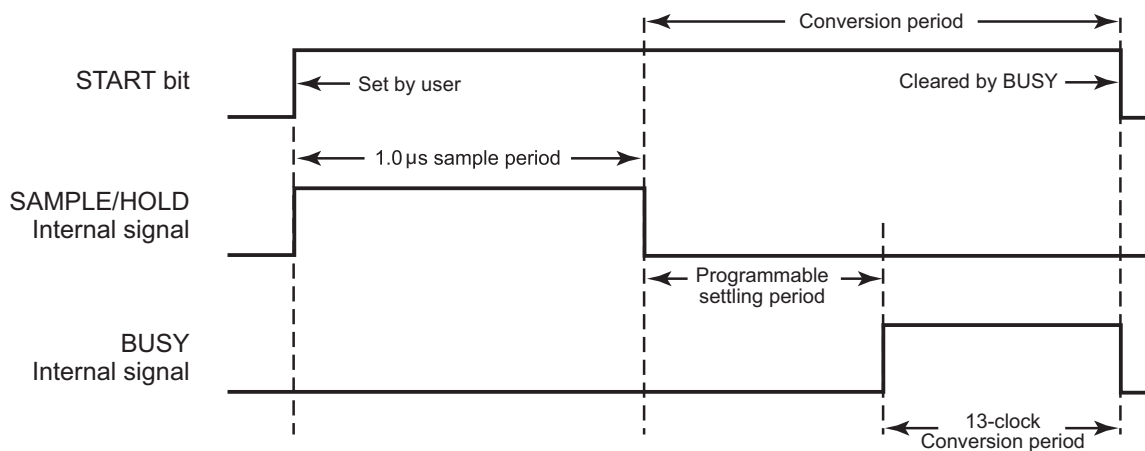 Conversion period
START bit
Set by user
Cleared by BUSY
1.0 µs sample period
SAMPLE/HOLD
Internal signal
Programmable
settling period
BUSY
Internal signal
13-clock
Conversion period